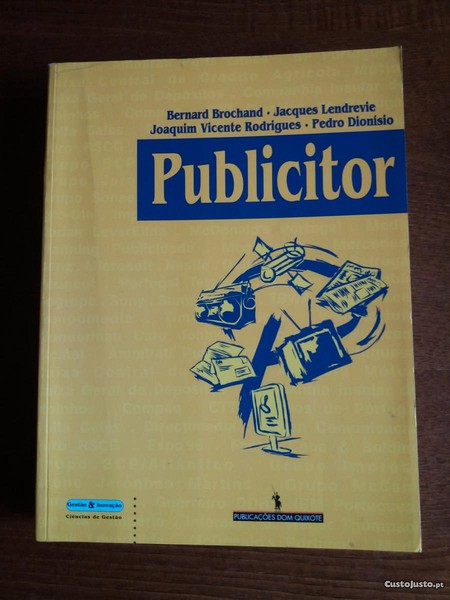 Bernard Brochand · Jacques Lendrevie
Joaquim Vicente Rodrigues · Pedro Dionísio
Publicitor
Gestão & Inovação
Ciências de Gestão
PUBLICAÇÕES DOM QUIXOTE
CustoJusto.pt